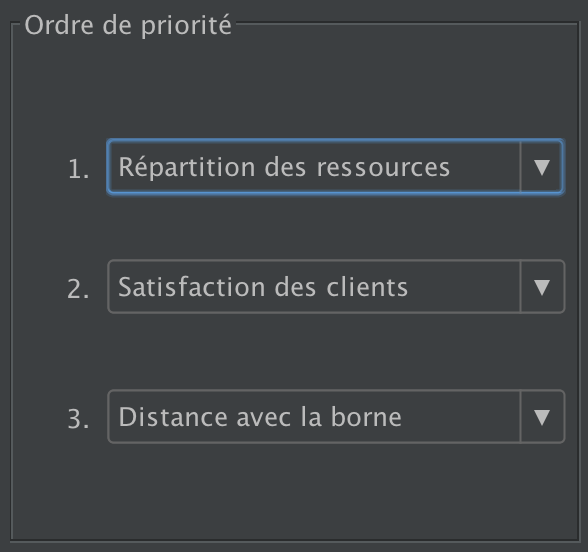 Ordre de priorité
1. Répartition des ressources
2. Satisfaction des clients
3. Distance avec la borne